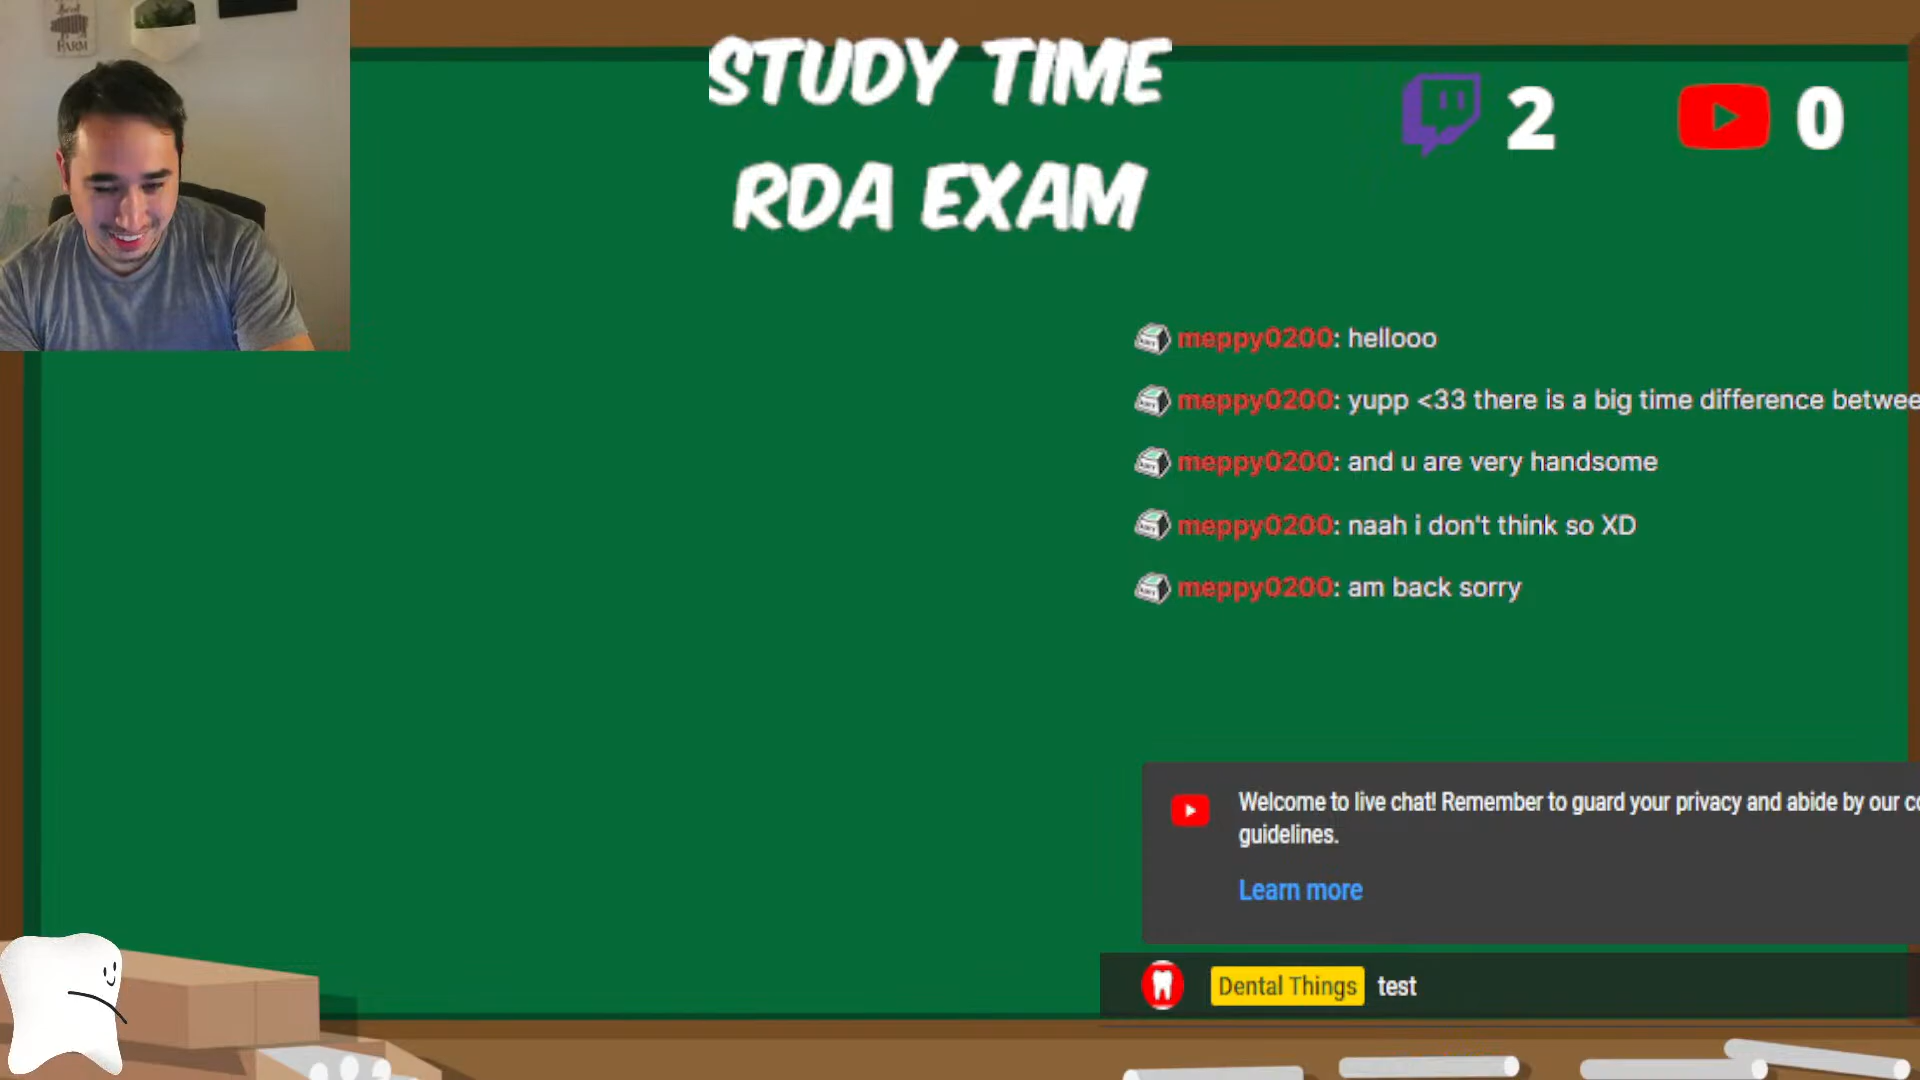 FARM
STUDY TIME
RDA EXAM
2
0
meppy0200: hellooo
meppy0200: yupp <33 there is a big time difference betwee
meppy0200: and u are very handsome
meppy0200: naah i don't think so XD
meppy0200: am back sorry
Welcome to live chat! Remember to guard your privacy and abide by our co
guidelines.
Learn more
Dental Things test